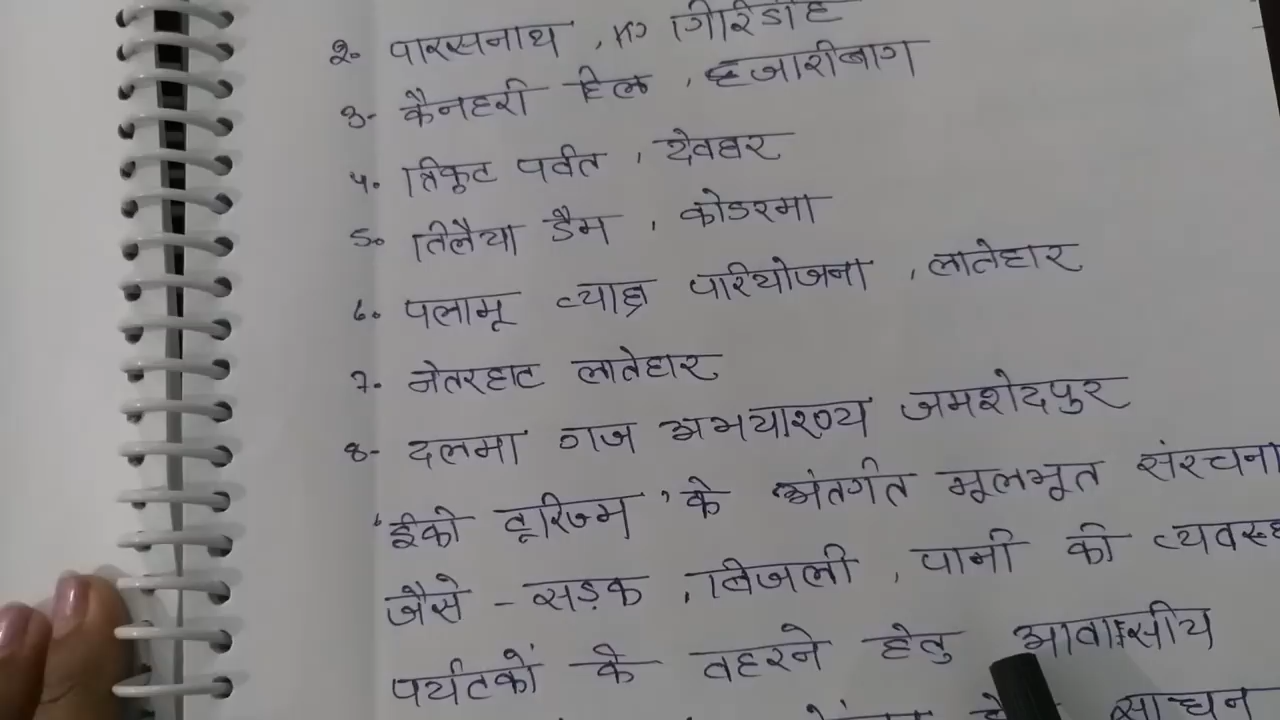 2. पारसनाथ , गिरिडीह
3- कैनहरी हिल , हजारीबाग
4. त्रिकुट पर्वत , देवघर
5. तिलैया डैम , कोडरमा
6. पलामू व्याघ्र परियोजना , लातेहार
7. नेतरहाट लातेहार
8- दलमा गज अभयारण्य जमशेदपुर
'ईको टूरिज्म' के अंतर्गत मूलभूत संरचना
जैसे - सड़क , बिजली , पानी की
पर्यटकों के ठहरने हेतु आवासीय
साधन